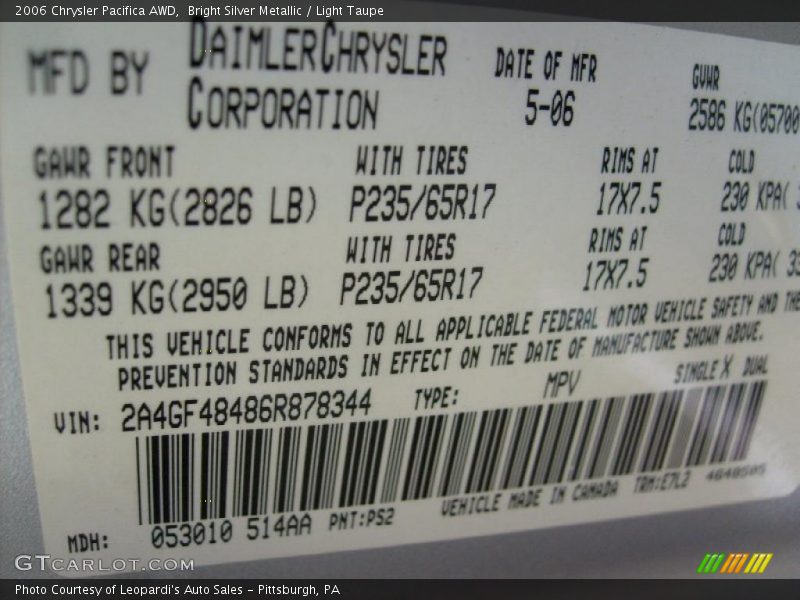 2006 Chrysler Pacifica AWD, Bright Silver Metallic / Light Taupe
MFD BY DAIMLERCHRYSLER CORPORATION DATE OF MFR 5-06 GVWR 2586 KG(05700
GAWR FRONT WITH TIRES RIMS AT COLD
1282 KG(2826 LB) P235/65R17 17X7.5 230 KPA(
GAWR REAR WITH TIRES RIMS AT COLD
1339 KG(2950 LB) P235/65R17 17X7.5 230 KPA( 33
THIS VEHICLE CONFORMS TO ALL APPLICABLE FEDERAL MOTOR VEHICLE SAFETY AND THE
PREVENTION STANDARDS IN EFFECT ON THE DATE OF MANUFACTURE SHOWN ABOVE.
VIN: 2A4GF48486R878344 TYPE: MPV SINGLE X DUAL
MDH: 053010 514AA PNT:PS2 VEHICLE MADE IN CANADA TRM:E7L2
GTCARLOT.COM
Photo Courtesy of Leopardi's Auto Sales - Pittsburgh, PA